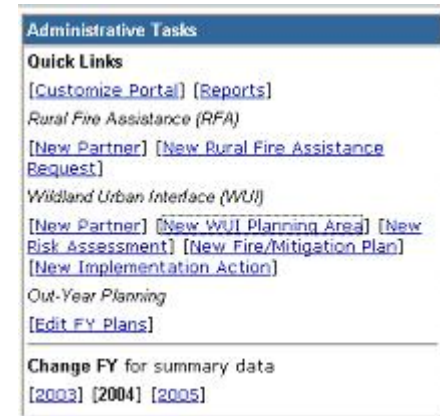 Administrative Tasks
Quick Links
[Customize Portal] [Reports]
Rural Fire Assistance (RFA)
[New Partner] [New Rural Fire Assistance
Request]
Wildland Urban Interface (WUI)
[New Partner] [New WUI Planning Area] [New
Risk Assessment] [New Fire/Mitigation Plan]
[New Implementation Action]
Out-Year Planning
[Edit FY Plans]
Change FY for summary data
[2003] [2004] [2005]